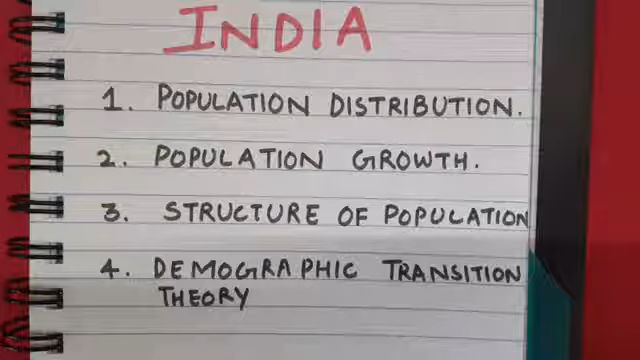 INDIA
1. POPULATION DISTRIBUTION.
2. POPULATION GROWTH.
3. STRUCTURE OF POPULATION
4. DEMOGRAPHIC TRANSITION
THEORY